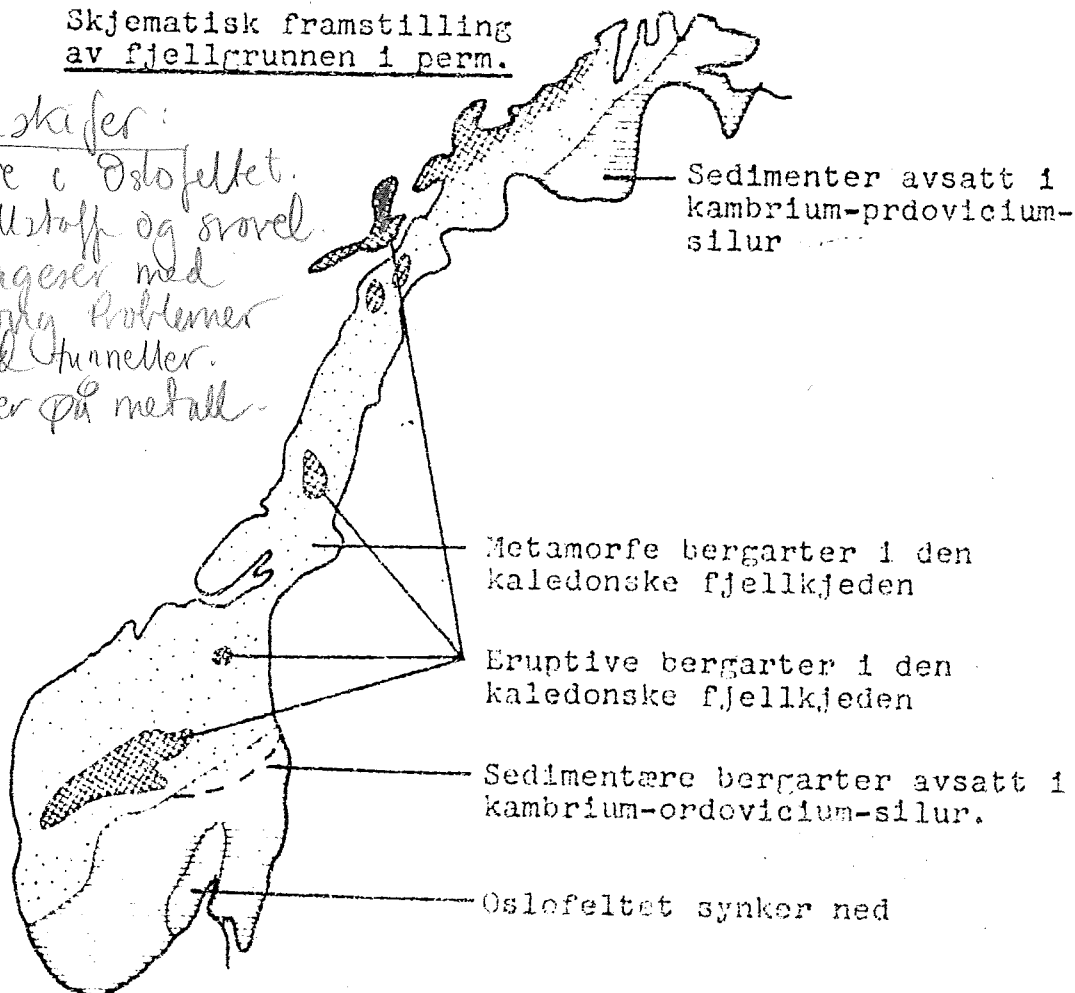 Skjematisk framstilling
av fjellgrunnen i perm.
skifer:
i Oslofeltet.
og svovel
med
Problemer
tunneller.
på metall-
Sedimenter avsatt i
kambrium-prdovicium-
silur
Metamorfe bergarter i den
kaledonske fjellkjeden
Eruptive bergarter i den
kaledonske fjellkjeden
Sedimentære bergarter avsatt i
kambrium-ordovicium-silur.
Oslofeltet synker ned